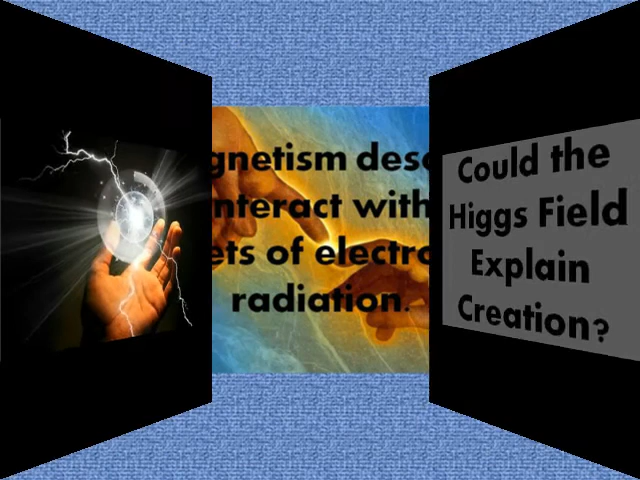 gnetism desc
nteract with
ets of electro
radiation.
Could the
Higgs Field
Explain
Creation?